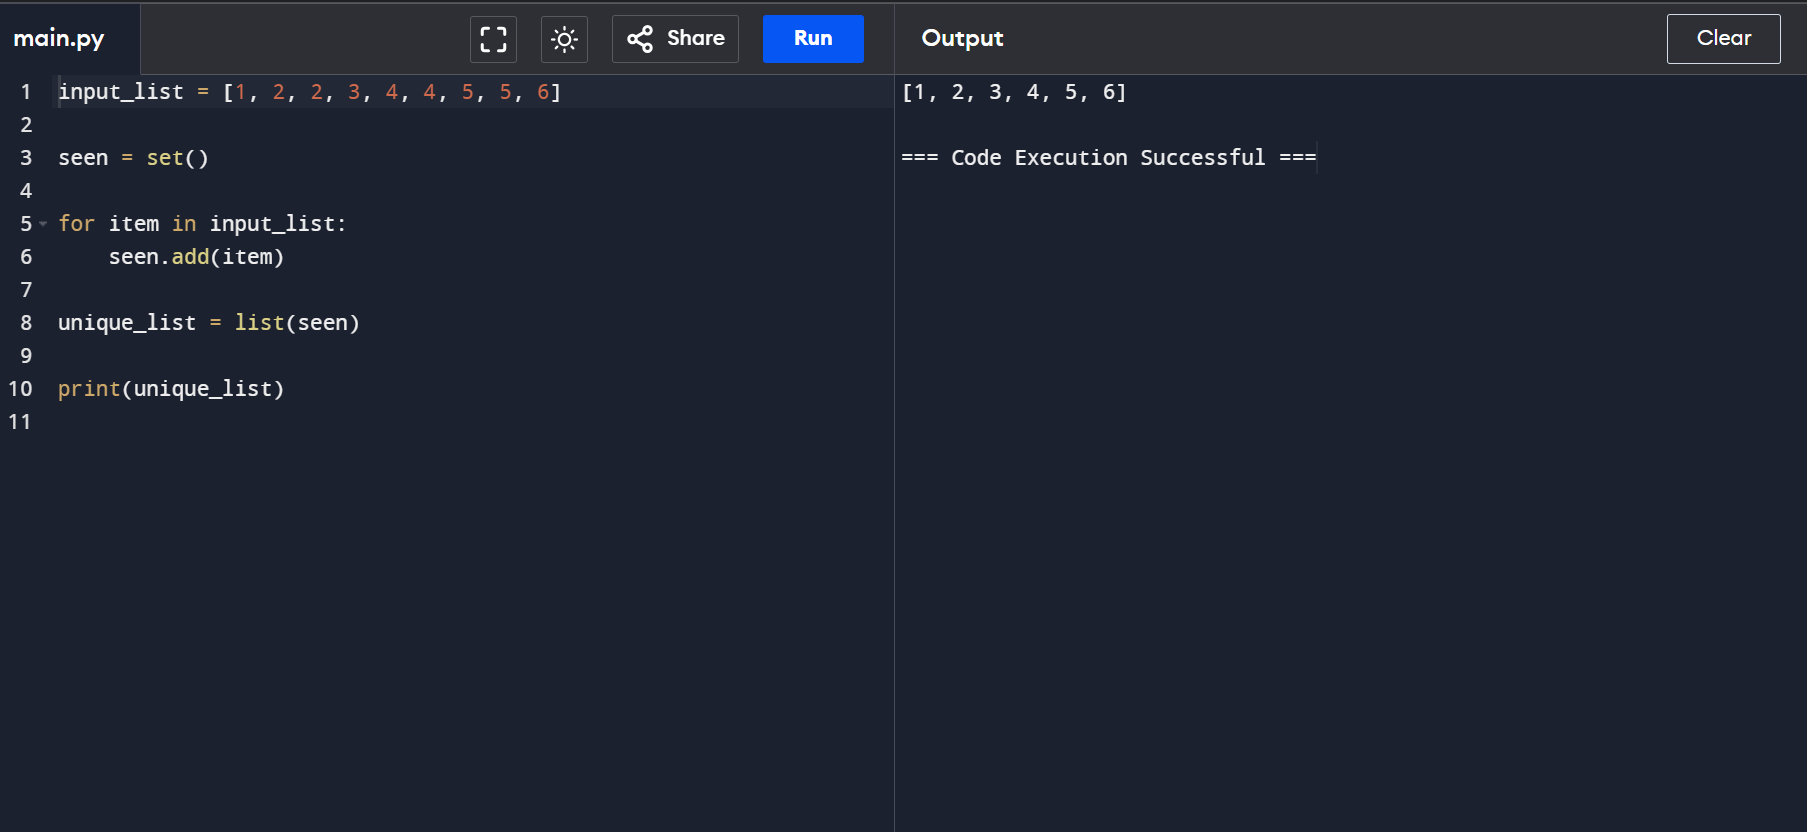 main.py Share Run Output Clear
1 input_list = [1, 2, 2, 3, 4, 4, 5, 5, 6]
2
3 seen = set()
4
5 for item in input_list:
6     seen.add(item)
7
8 unique_list = list(seen)
9
10 print(unique_list)
11
[1, 2, 3, 4, 5, 6]
=== Code Execution Successful ===